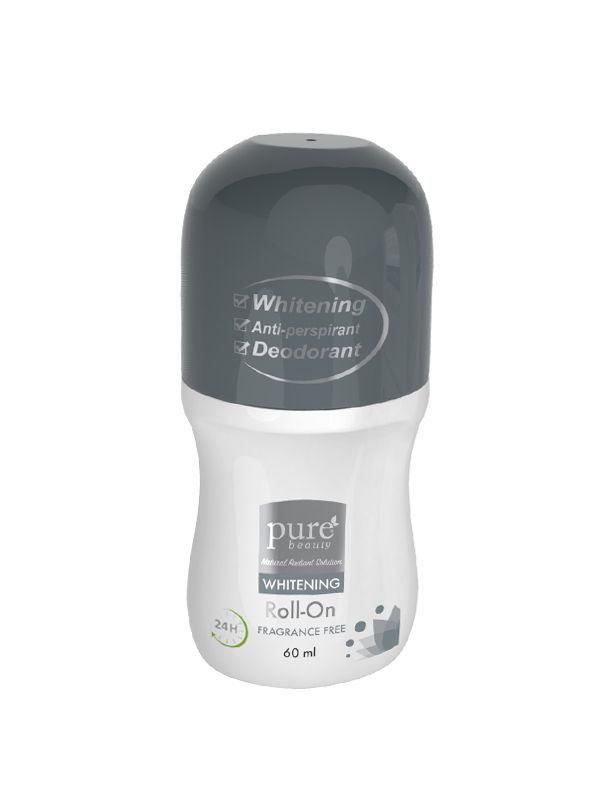 Whitening
Anti-perspirant
Deodorant
pure
beauty
Natural Radiant Solution
WHITENING
Roll-On
24H
FRAGRANCE FREE
60 ml